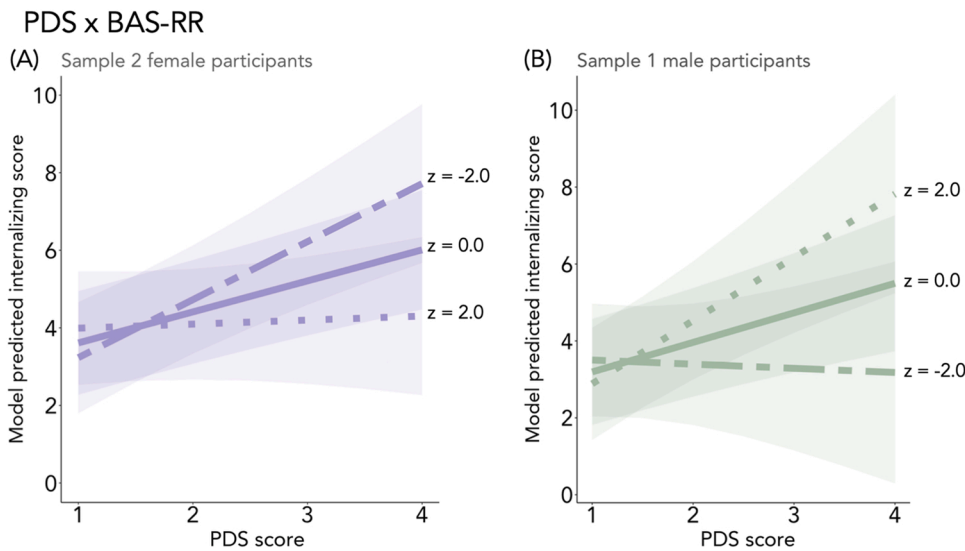 PDS x BAS-RR
(A) Sample 2 female participants
Model predicted internalizing score
10
8
6
4
2
0
z = -2.0
z = 0.0
z = 2.0
1 2 3 4
PDS score
(B) Sample 1 male participants
Model predicted internalizing score
10
8
6
4
2
0
z = 2.0
z = 0.0
z = -2.0
1 2 3 4
PDS score